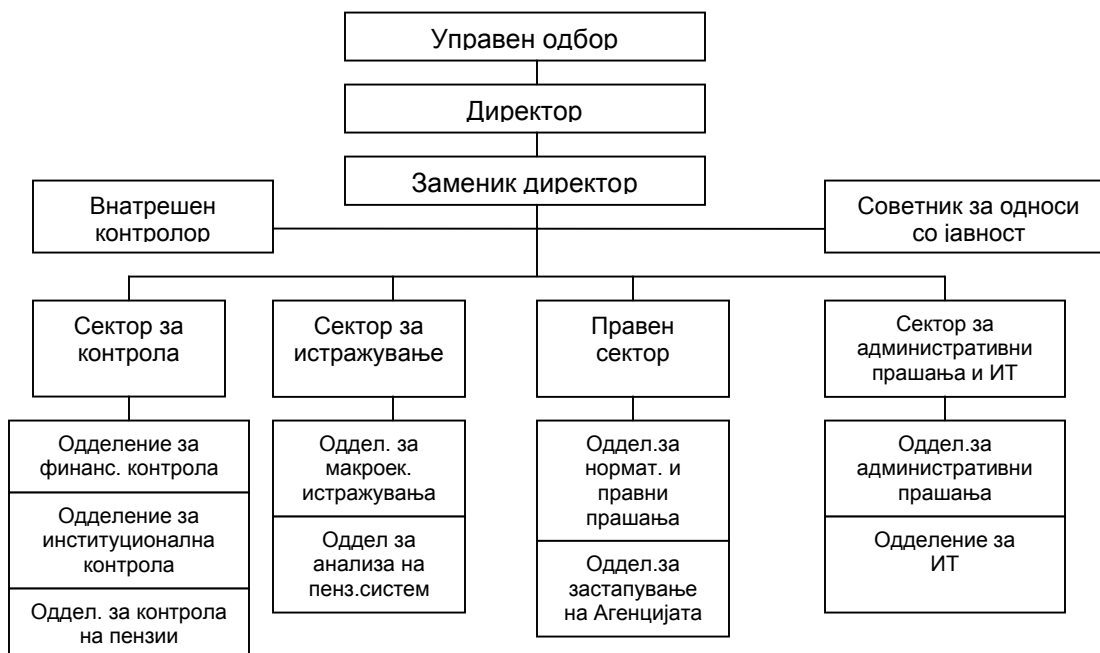 Управен одбор
Директор
Заменик директор
Внатрешен
контролор
Советник за односи
со јавност
Сектор за
контрола
Сектор за
истражување
Правен
сектор
Сектор за
административни
прашања и ИТ
Одделение за
финанс. контрола
Одделение за
институционална
контрола
Оддел. за контрола
на пензии
Оддел. за
макроек.
истражувања
Оддел за
анализа на
пенз.систем
Оддел.за
нормат. и
правни
прашања
Оддел.за
застапување
на Агенцијата
Оддел.за
административни
прашања
Одделение за
ИТ